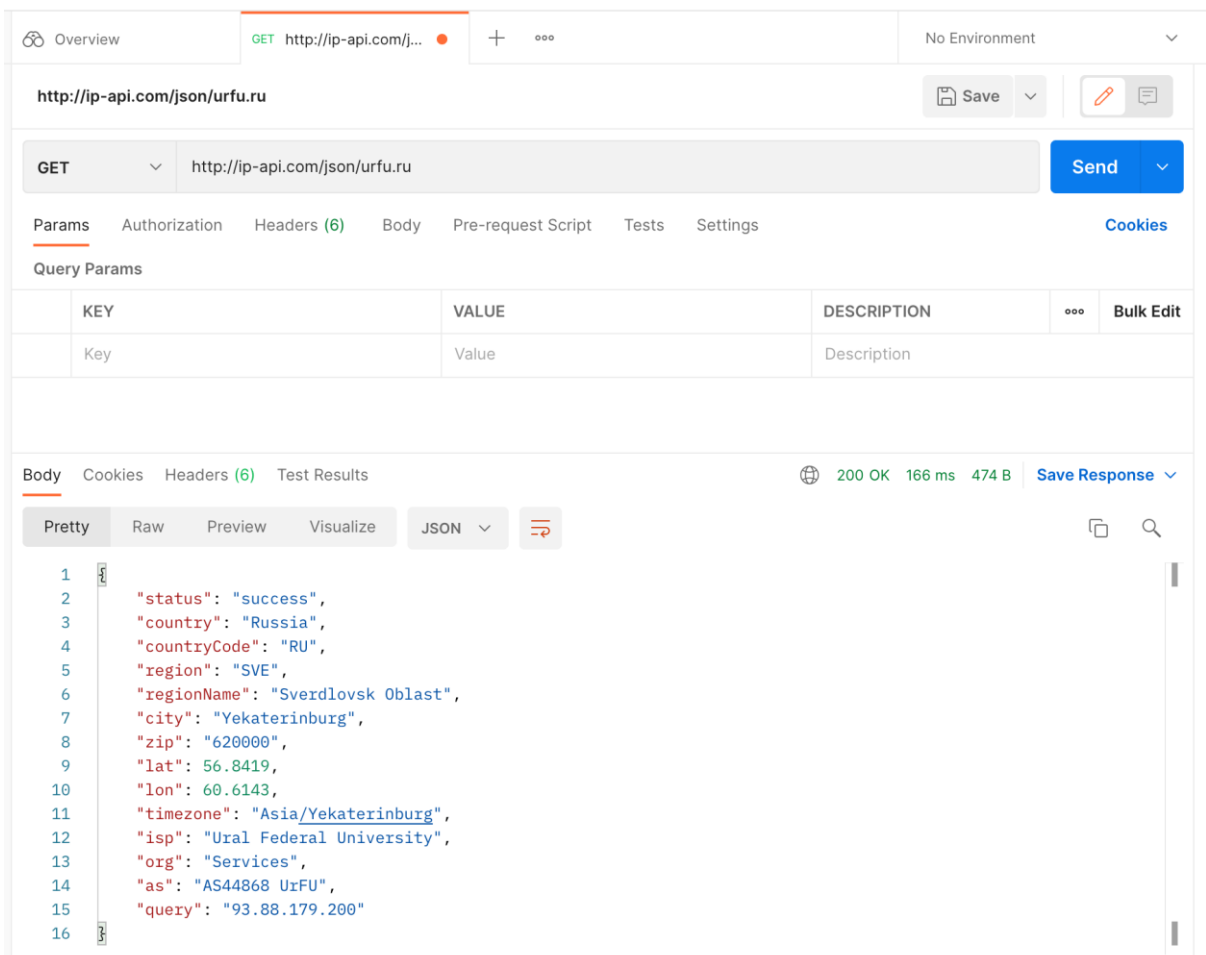 Overview GET http://ip-api.com/j... No Environment
http://ip-api.com/json/urfu.ru Save
GET http://ip-api.com/json/urfu.ru Send
Params Authorization Headers (6) Body Pre-request Script Tests Settings Cookies
Query Params
KEY VALUE DESCRIPTION Bulk Edit
Key Value Description
Body Cookies Headers (6) Test Results 200 OK 166 ms 474 B Save Response
Pretty Raw Preview Visualize JSON
1 {
2 "status": "success",
3 "country": "Russia",
4 "countryCode": "RU",
5 "region": "SVE",
6 "regionName": "Sverdlovsk Oblast",
7 "city": "Yekaterinburg",
8 "zip": "620000",
9 "lat": 56.8419,
10 "lon": 60.6143,
11 "timezone": "Asia/Yekaterinburg",
12 "isp": "Ural Federal University",
13 "org": "Services",
14 "as": "AS44868 UrFU",
15 "query": "93.88.179.200"
16 }